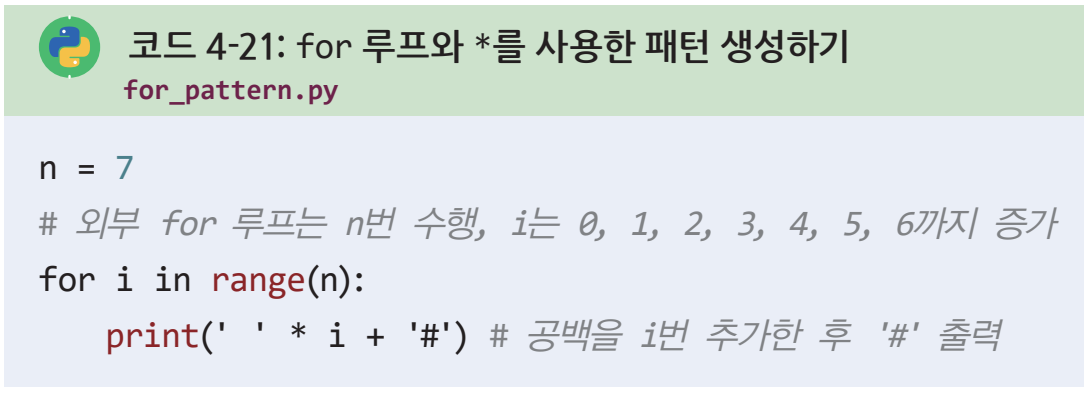 코드 4-21: for 루프와 *를 사용한 패턴 생성하기
for_pattern.py
n = 7
# 외부 for 루프는 n번 수행, i는 0, 1, 2, 3, 4, 5, 6까지 증가
for i in range(n):
    print(' ' * i + '#') # 공백을 i번 추가한 후 '#' 출력